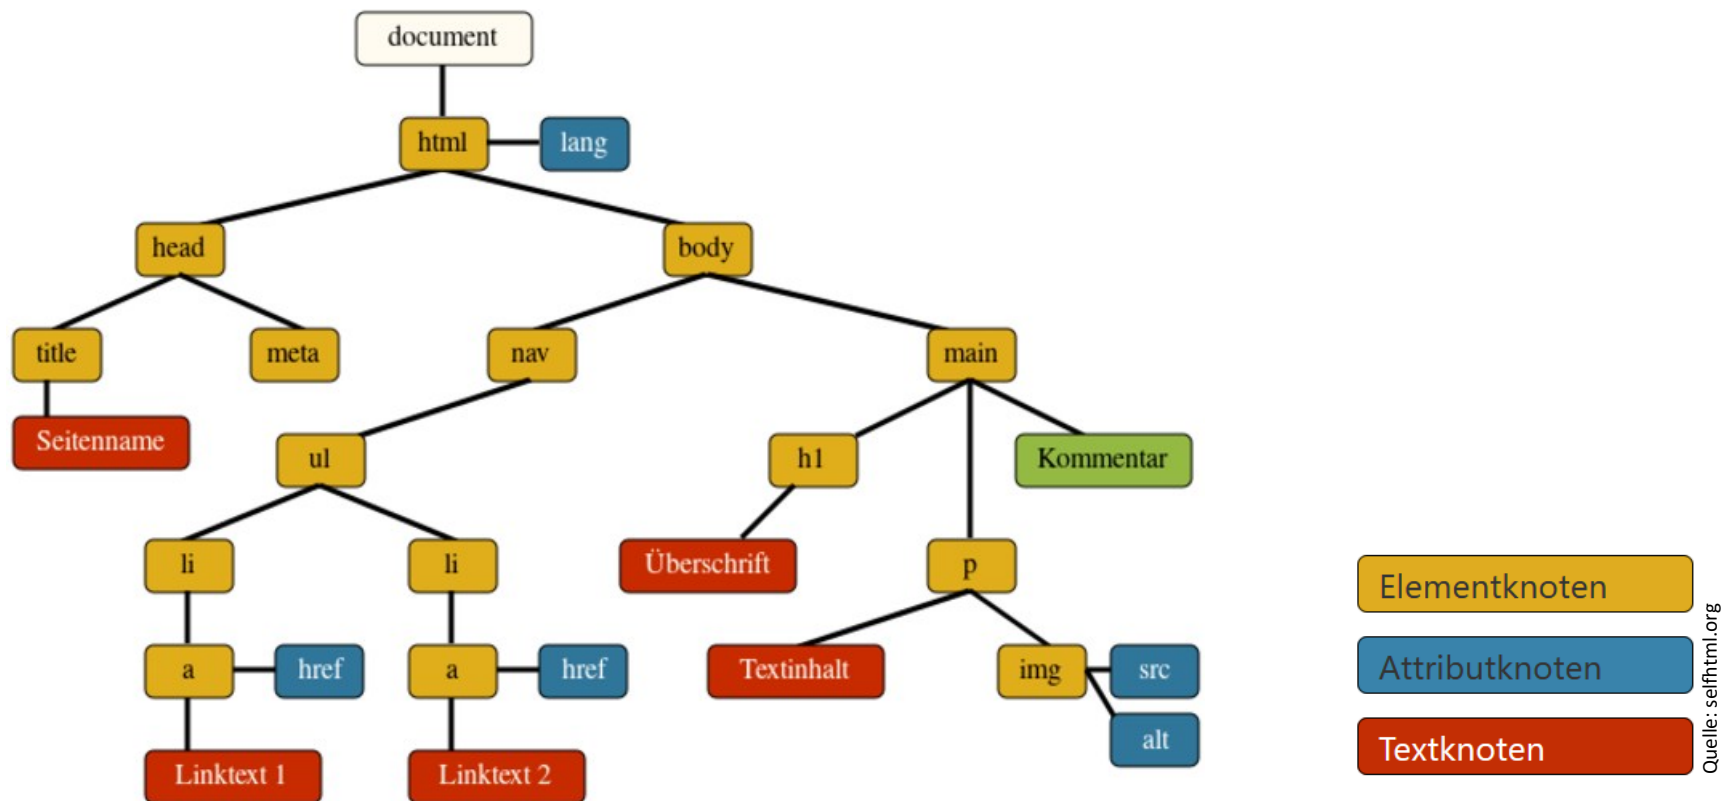 document
html
lang
head
body
title
meta
nav
main
Seitenname
ul
h1
Kommentar
li
li
Überschrift
p
a
href
a
href
Textinhalt
img
src
alt
Linktext 1
Linktext 2
Elementknoten
Attributknoten
Textknoten
Quelle: selfhtml.org